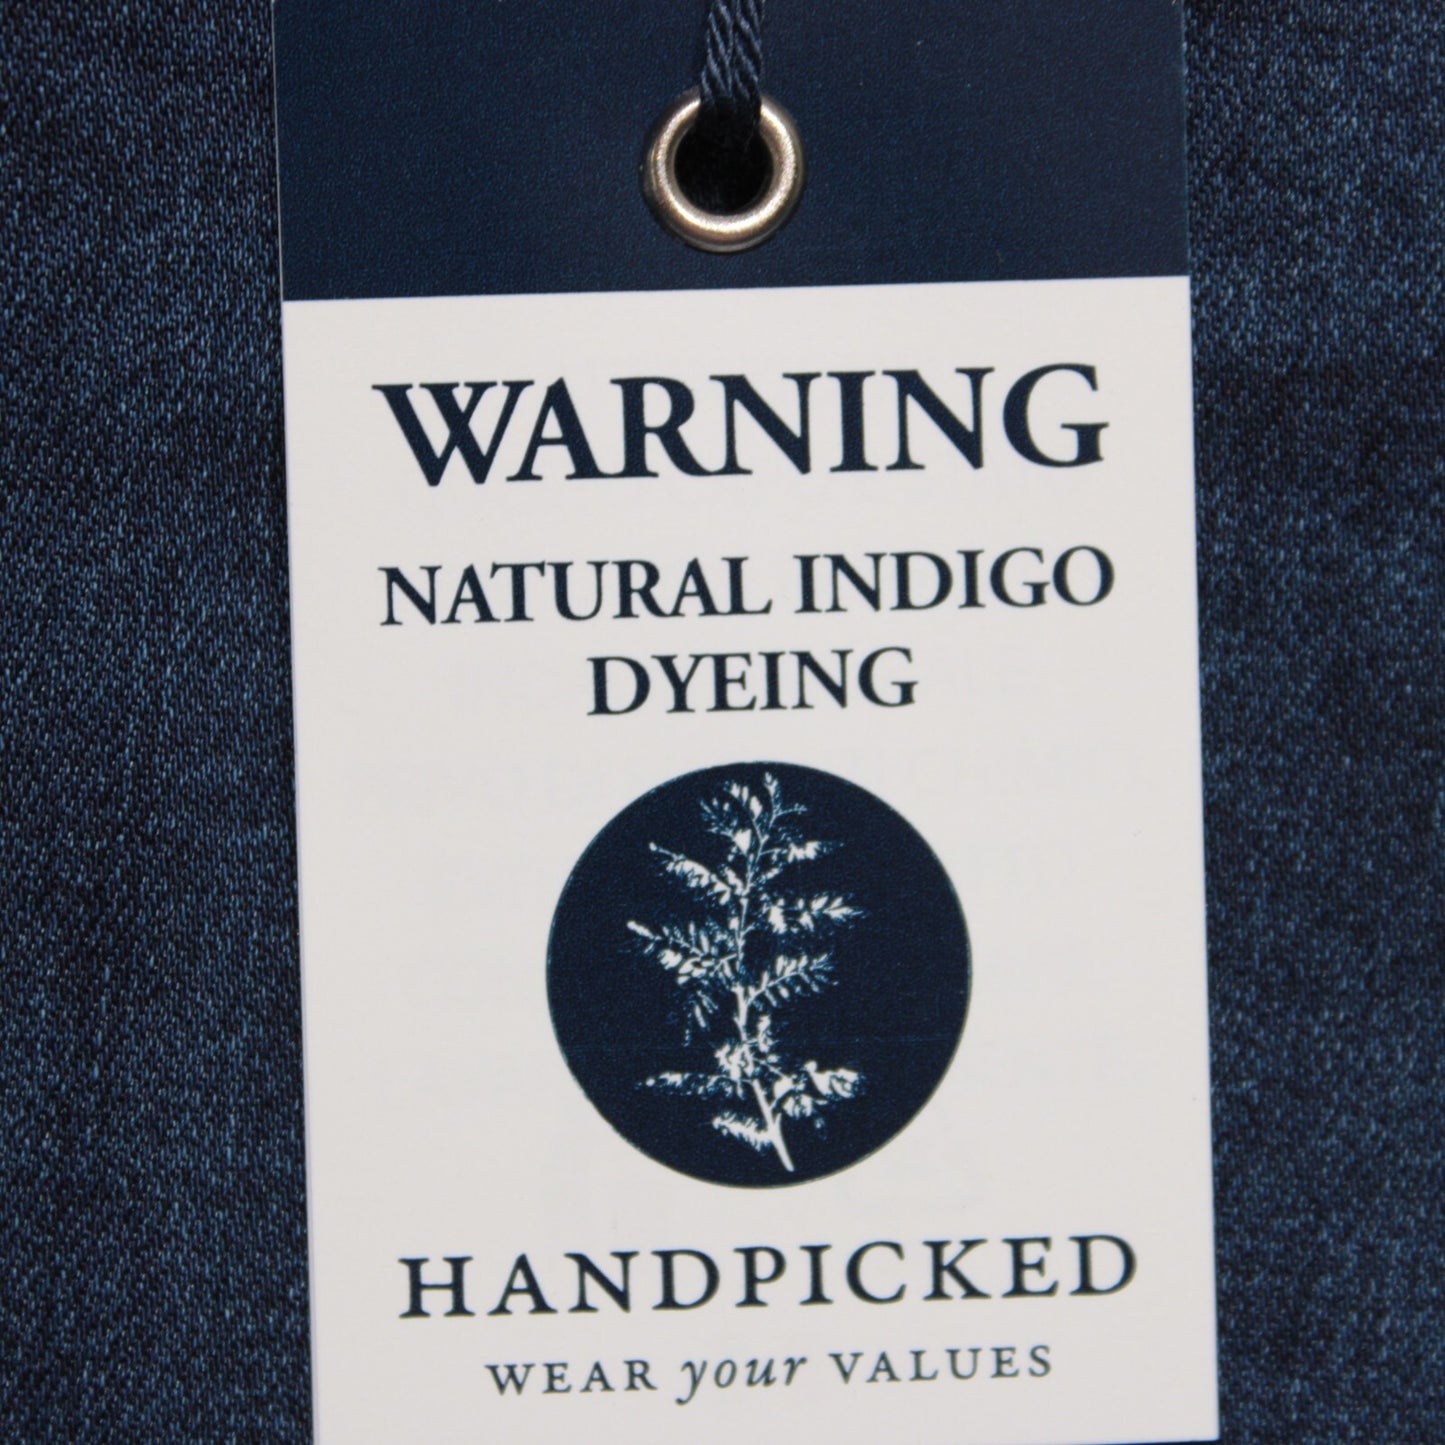 WARNING
NATURAL INDIGO
DYEING
HANDPICKED
WEAR your VALUES